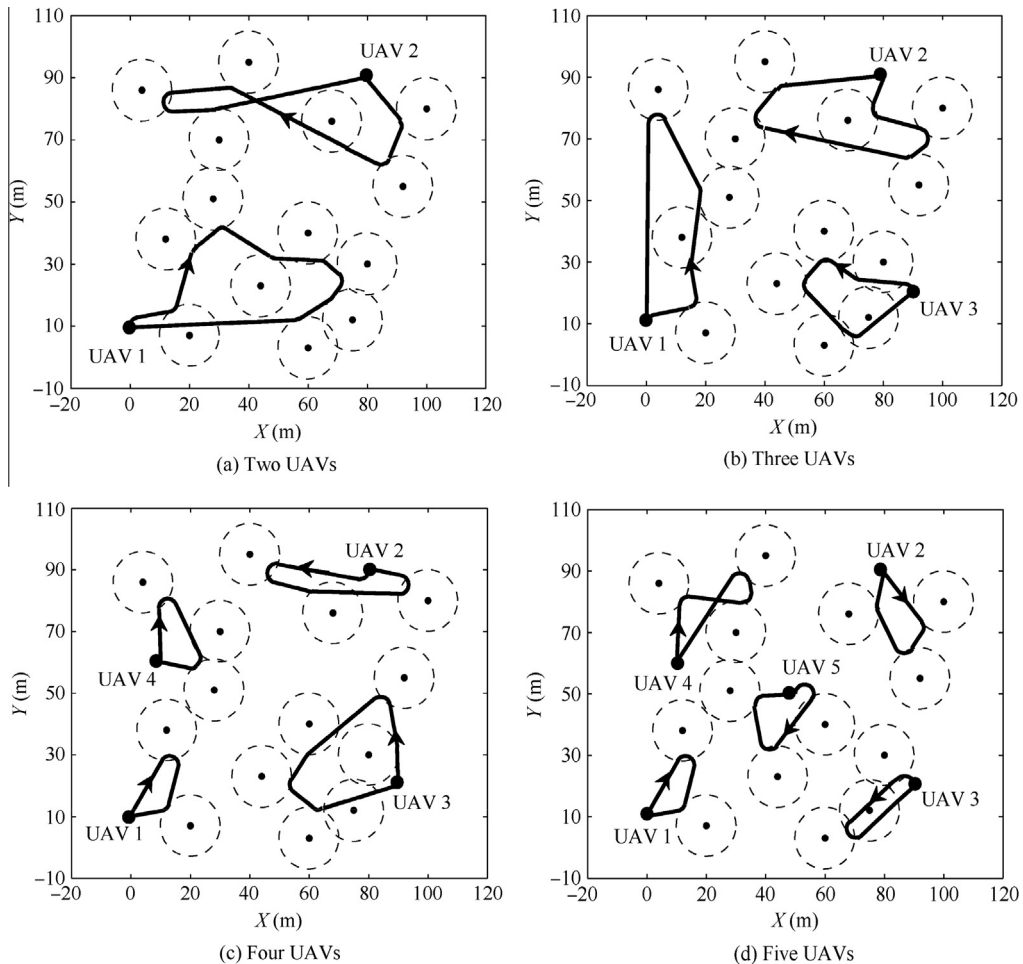 110
90
70
50
30
10
−10
Y (m)
UAV 2
UAV 1
−20 0 20 40 60 80 100 120
X (m)
(a) Two UAVs
110
90
70
50
30
10
−10
Y (m)
UAV 2
UAV 3
UAV 1
−20 0 20 40 60 80 100 120
X (m)
(b) Three UAVs
110
90
70
50
30
10
−10
Y (m)
UAV 2
UAV 4
UAV 3
UAV 1
−20 0 20 40 60 80 100 120
X (m)
(c) Four UAVs
110
90
70
50
30
10
−10
Y (m)
UAV 2
UAV 4
UAV 5
UAV 3
UAV 1
−20 0 20 40 60 80 100 120
X (m)
(d) Five UAVs